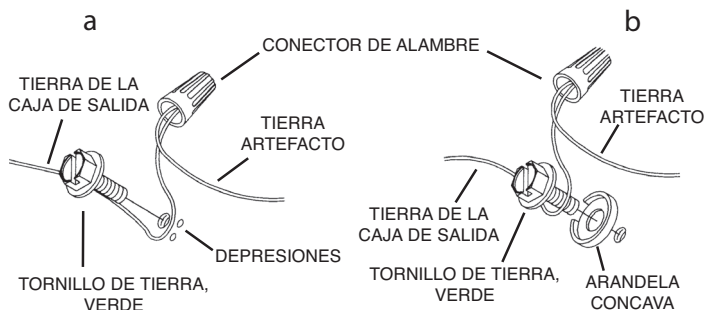 a
b
CONECTOR DE ALAMBRE
TIERRA DE LA
CAJA DE SALIDA
TIERRA
ARTEFACTO
DEPRESIONES
TORNILLO DE TIERRA,
VERDE
TIERRA
ARTEFACTO
TIERRA DE LA
CAJA DE SALIDA
TORNILLO DE TIERRA,
VERDE
ARANDELA
CONCAVA